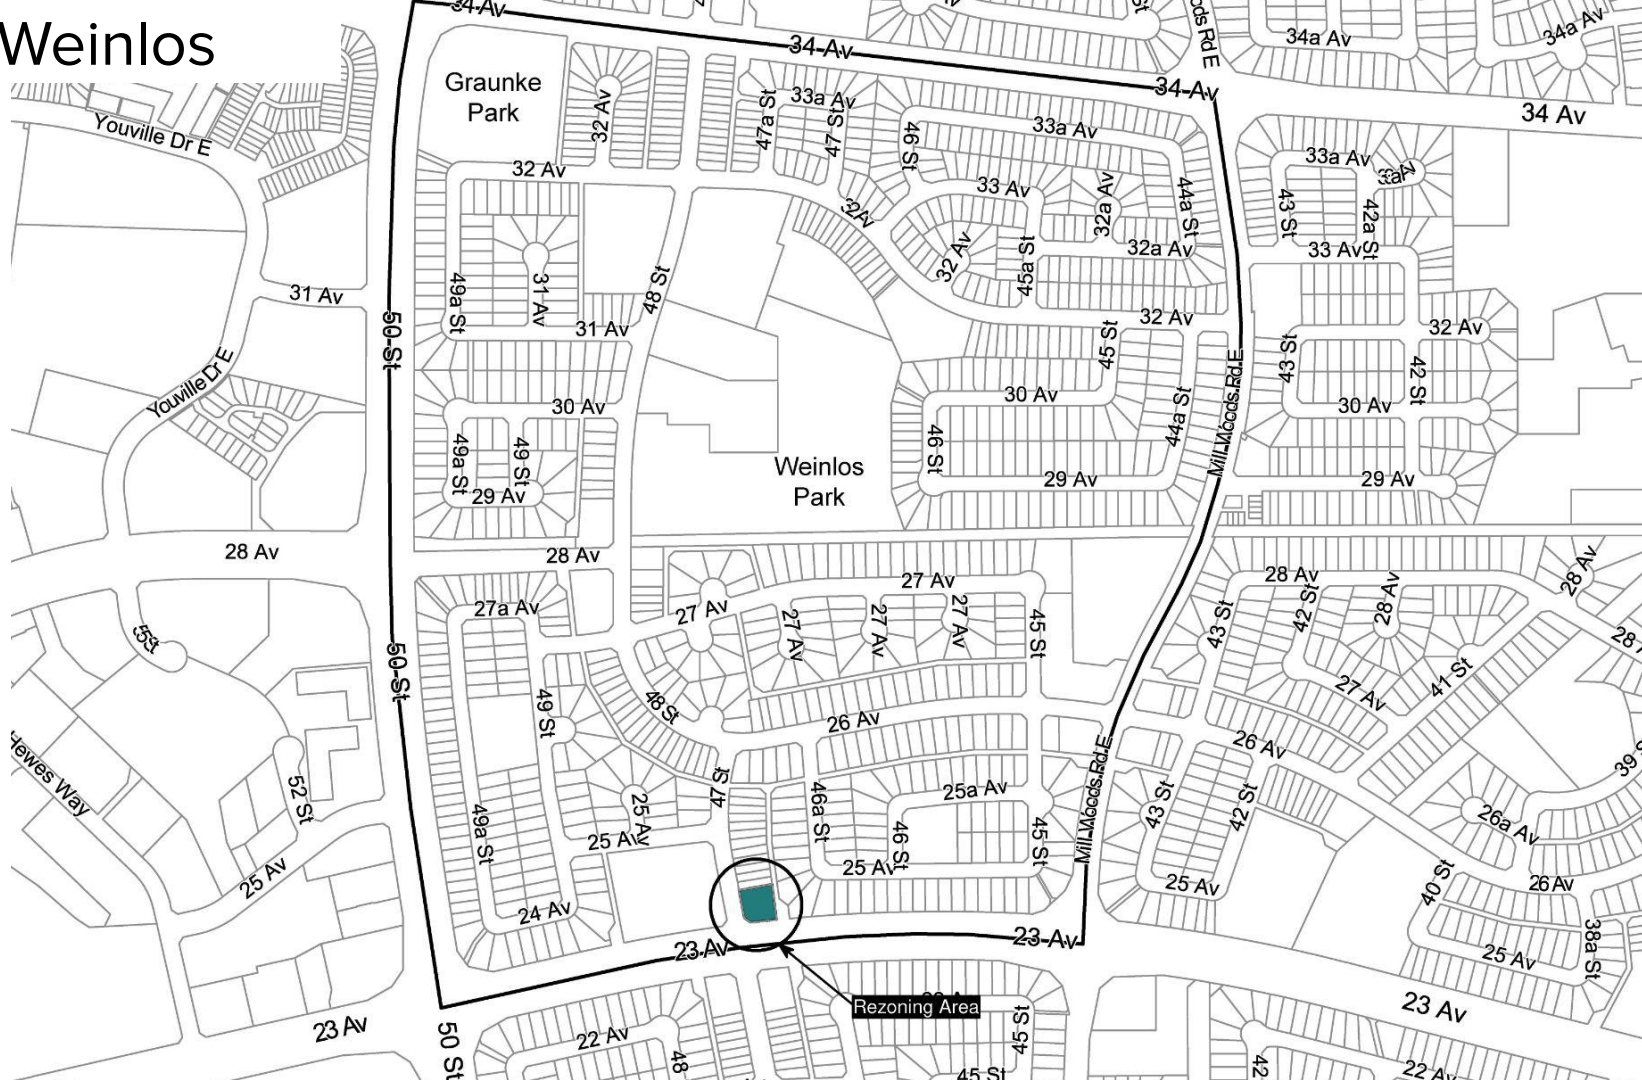 Weinlos
34 Av
34 Av
34a Av
34a Av
34 Av
34 Av
Graunke
Park
Youville Dr E
32 Av
47a St
33a Av
47 St
46 St
33a Av
33a Av
32 Av
33 Av
32a Av
44a St
43 St
42a St
32 Av
32a Av
33 Av
32 Av
45a St
31 Av
49a St
31 Av
48 St
31 Av
50 St
32 Av
45 St
32 Av
43 St
42 St
Youville Dr E
30 Av
30 Av
44a St
Mill Woods Rd E
30 Av
49a St
49 St
46 St
Weinlos
Park
29 Av
29 Av
29 Av
28 Av
28 Av
27 Av
28 Av
42 St
28 Av
28 Av
27a Av
27 Av
27 Av
27 Av
27 Av
45 St
43 St
50 St
48 St
49 St
26 Av
27 Av
41 St
26 Av
Hewes Way
52 St
47 St
46a St
25a Av
Mill Woods Rd E
43 St
42 St
49a St
25 Av
25 Av
46 St
45 St
26a Av
25 Av
25 Av
25 Av
40 St
26 Av
24 Av
23 Av
23 Av
38a St
25 Av
Rezoning Area
23 Av
50 St
22 Av
48
45 St
23 Av
45 St
42
22 Av